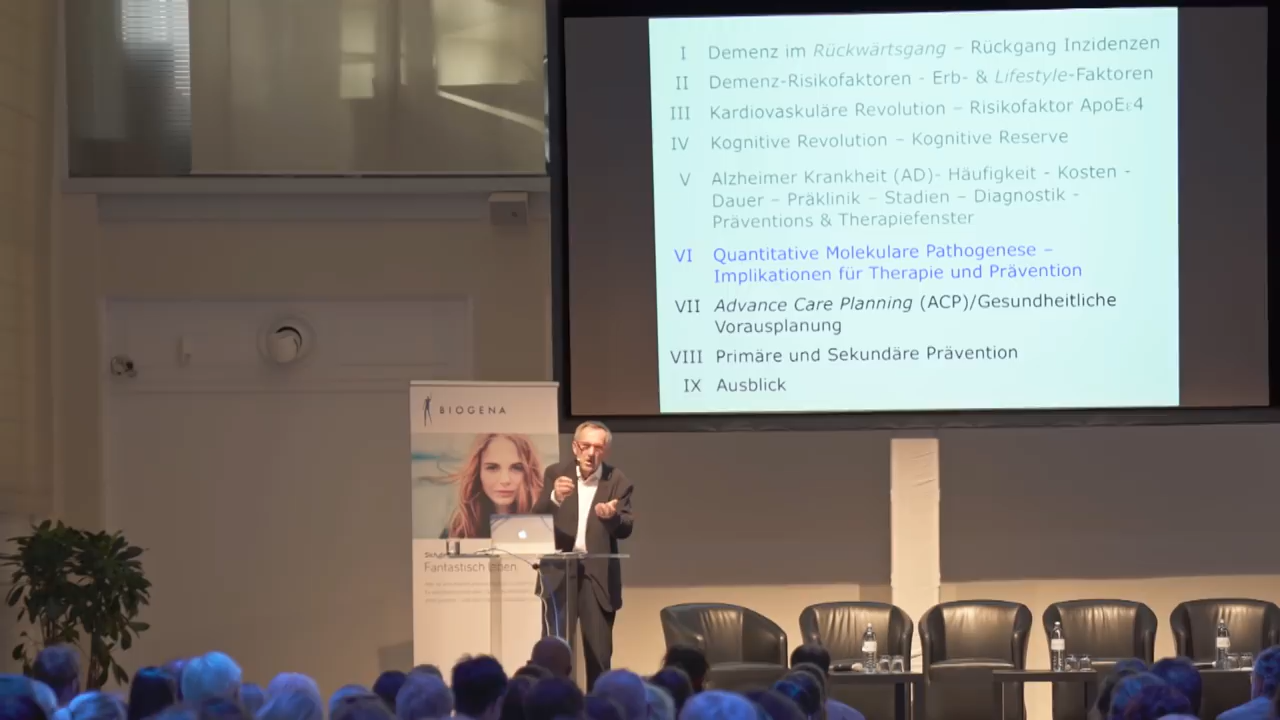 I Demenz im Rückwärtsgang – Rückgang Inzidenzen
II Demenz-Risikofaktoren - Erb- & Lifestyle-Faktoren
III Kardiovaskuläre Revolution – Risikofaktor ApoEε4
IV Kognitive Revolution – Kognitive Reserve
V Alzheimer Krankheit (AD)- Häufigkeit - Kosten -
Dauer – Präklinik – Stadien – Diagnostik -
Präventions & Therapiefenster
VI Quantitative Molekulare Pathogenese –
Implikationen für Therapie und Prävention
VII Advance Care Planning (ACP)/Gesundheitliche
Vorausplanung
VIII Primäre und Sekundäre Prävention
IX Ausblick
BIOGENA
Fantastisch leben.